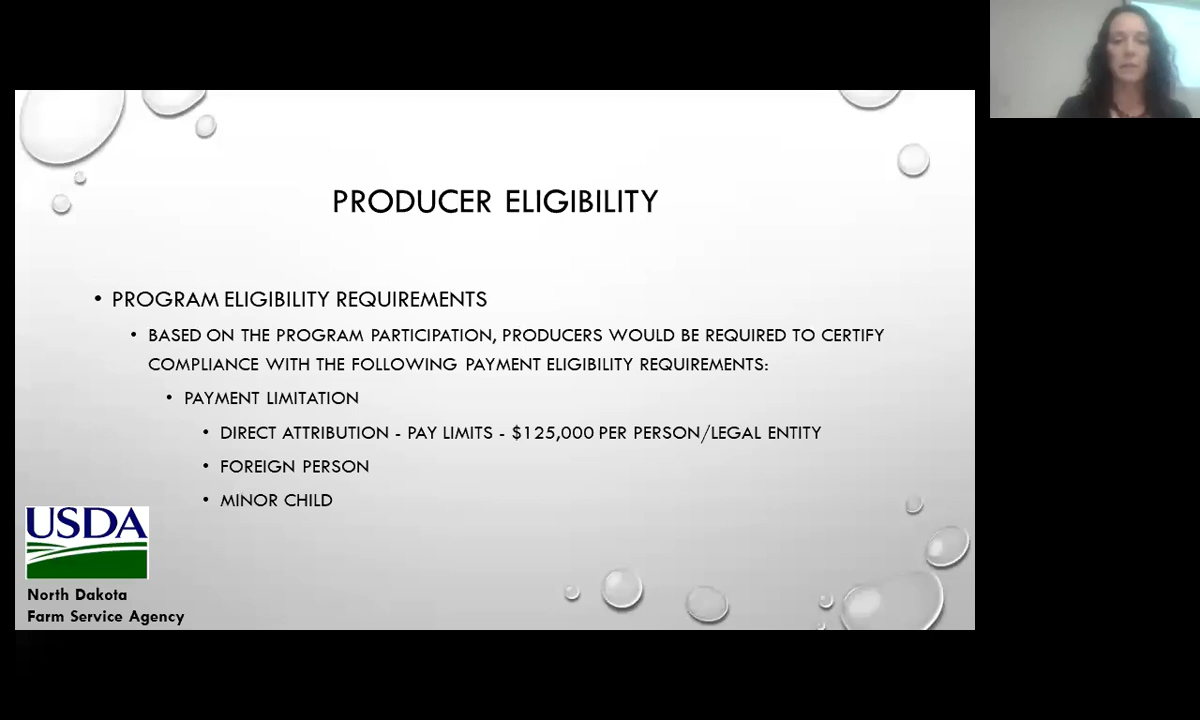 PRODUCER ELIGIBILITY
• PROGRAM ELIGIBILITY REQUIREMENTS
• BASED ON THE PROGRAM PARTICIPATION, PRODUCERS WOULD BE REQUIRED TO CERTIFY
COMPLIANCE WITH THE FOLLOWING PAYMENT ELIGIBILITY REQUIREMENTS:
• PAYMENT LIMITATION
• DIRECT ATTRIBUTION - PAY LIMITS - $125,000 PER PERSON/LEGAL ENTITY
• FOREIGN PERSON
• MINOR CHILD
USDA
North Dakota
Farm Service Agency